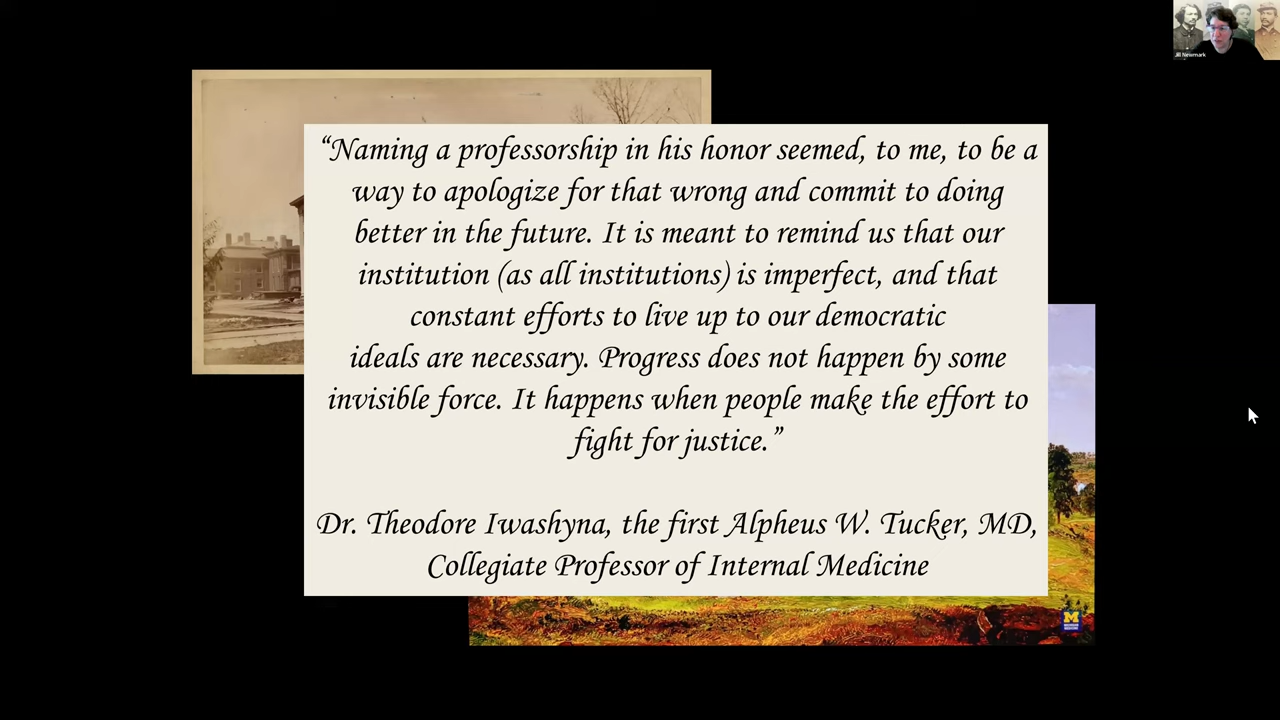 Jill Newmark
“Naming a professorship in his honor seemed, to me, to be a
way to apologize for that wrong and commit to doing
better in the future. It is meant to remind us that our
institution (as all institutions) is imperfect, and that
constant efforts to live up to our democratic
ideals are necessary. Progress does not happen by some
invisible force. It happens when people make the effort to
fight for justice.”
Dr. Theodore Iwashyna, the first Alpheus W. Tucker, MD,
Collegiate Professor of Internal Medicine
M